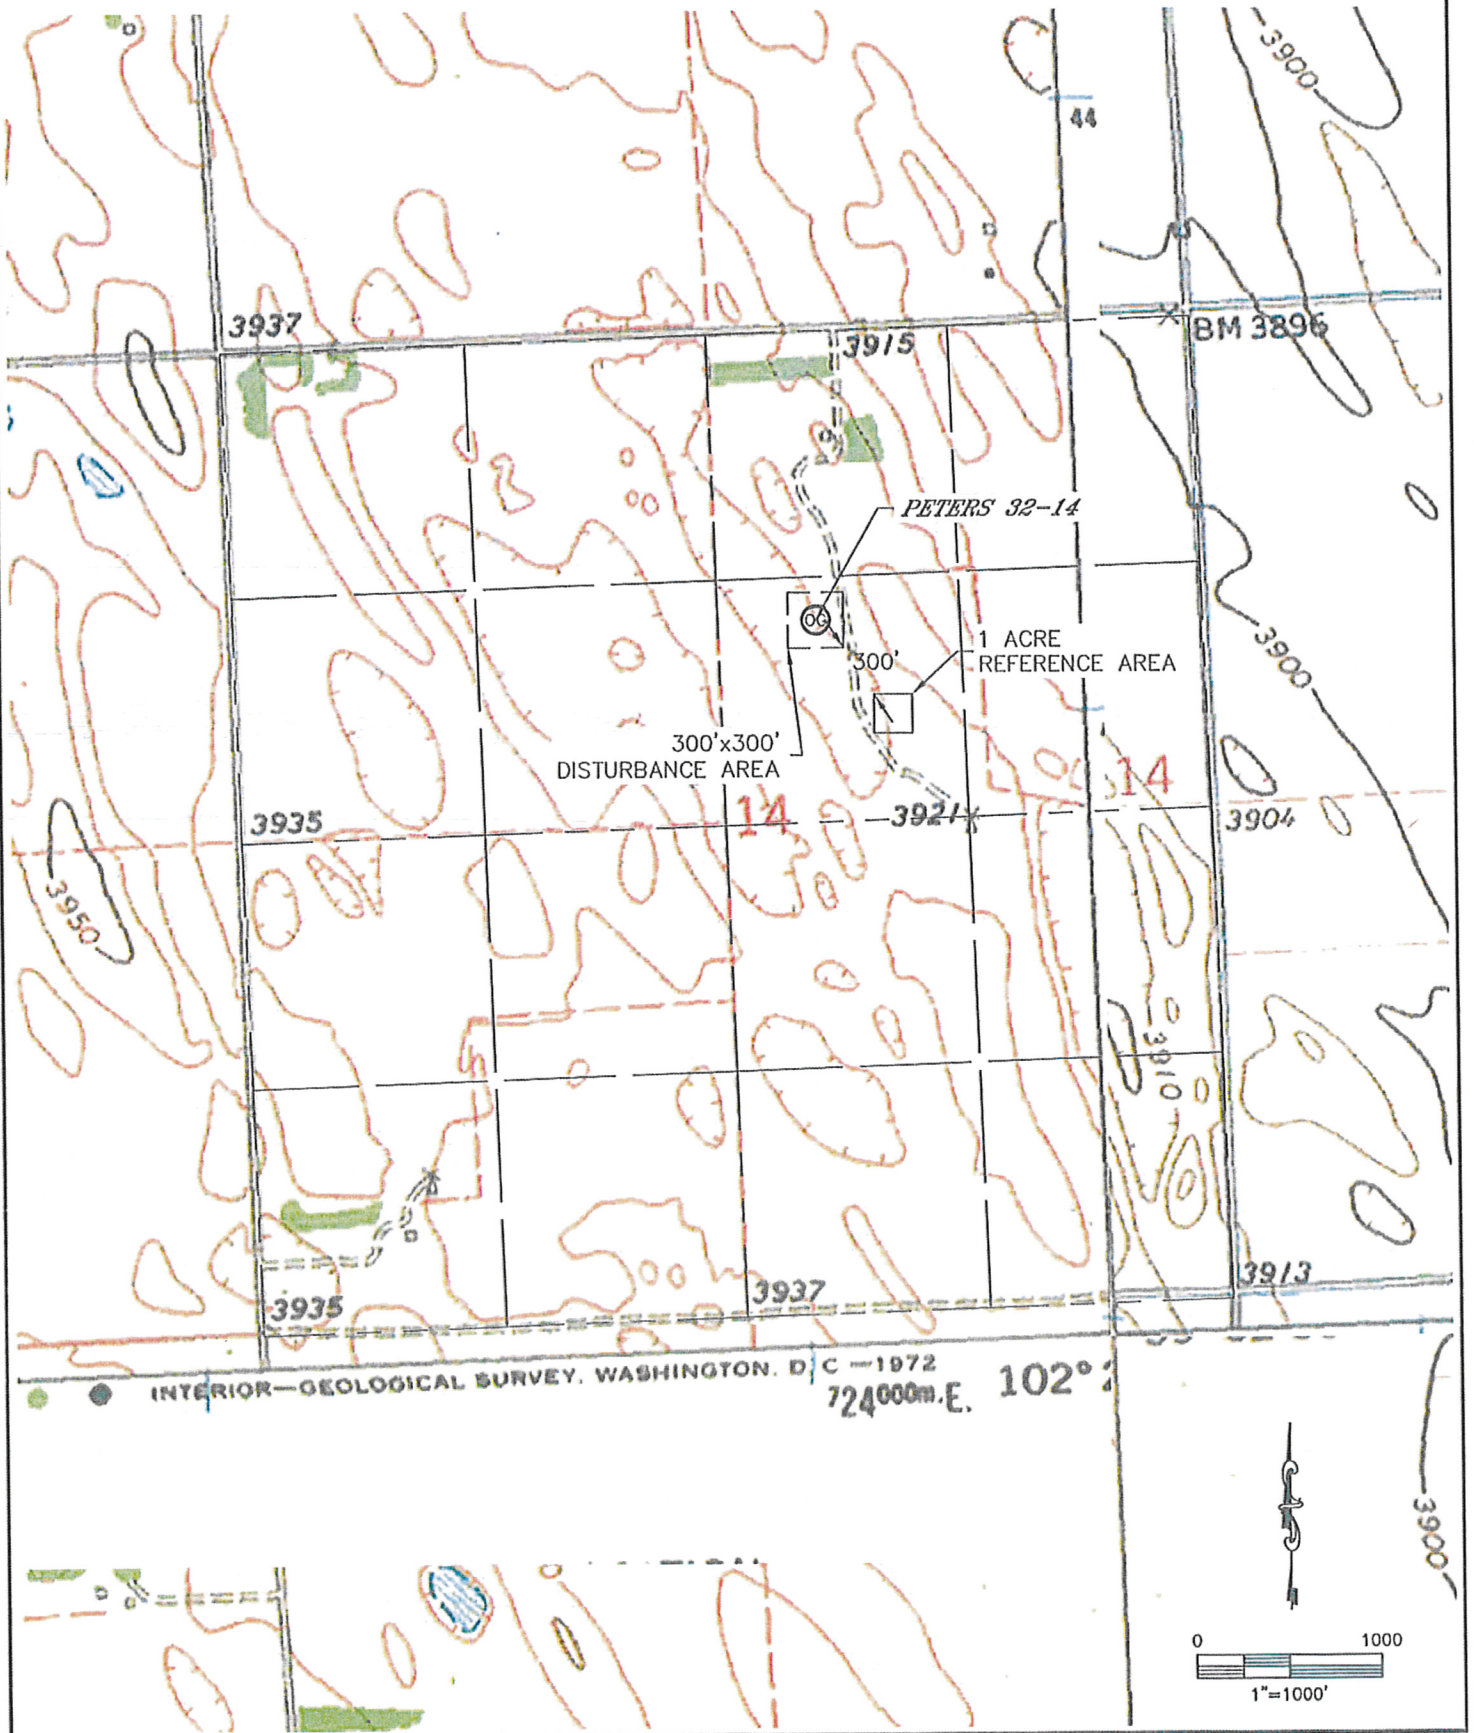 3900
44
3937
3915
BM 3896
PETERS 32-14
OG
300'
1 ACRE
REFERENCE AREA
3900
300'x300'
DISTURBANCE AREA
14
14
3935
3921
3904
3950
3910
3913
3935
3937
INTERIOR—GEOLOGICAL SURVEY, WASHINGTON, D C —1972
724000m.E.
102°
3900
0 1000
1"=1000'